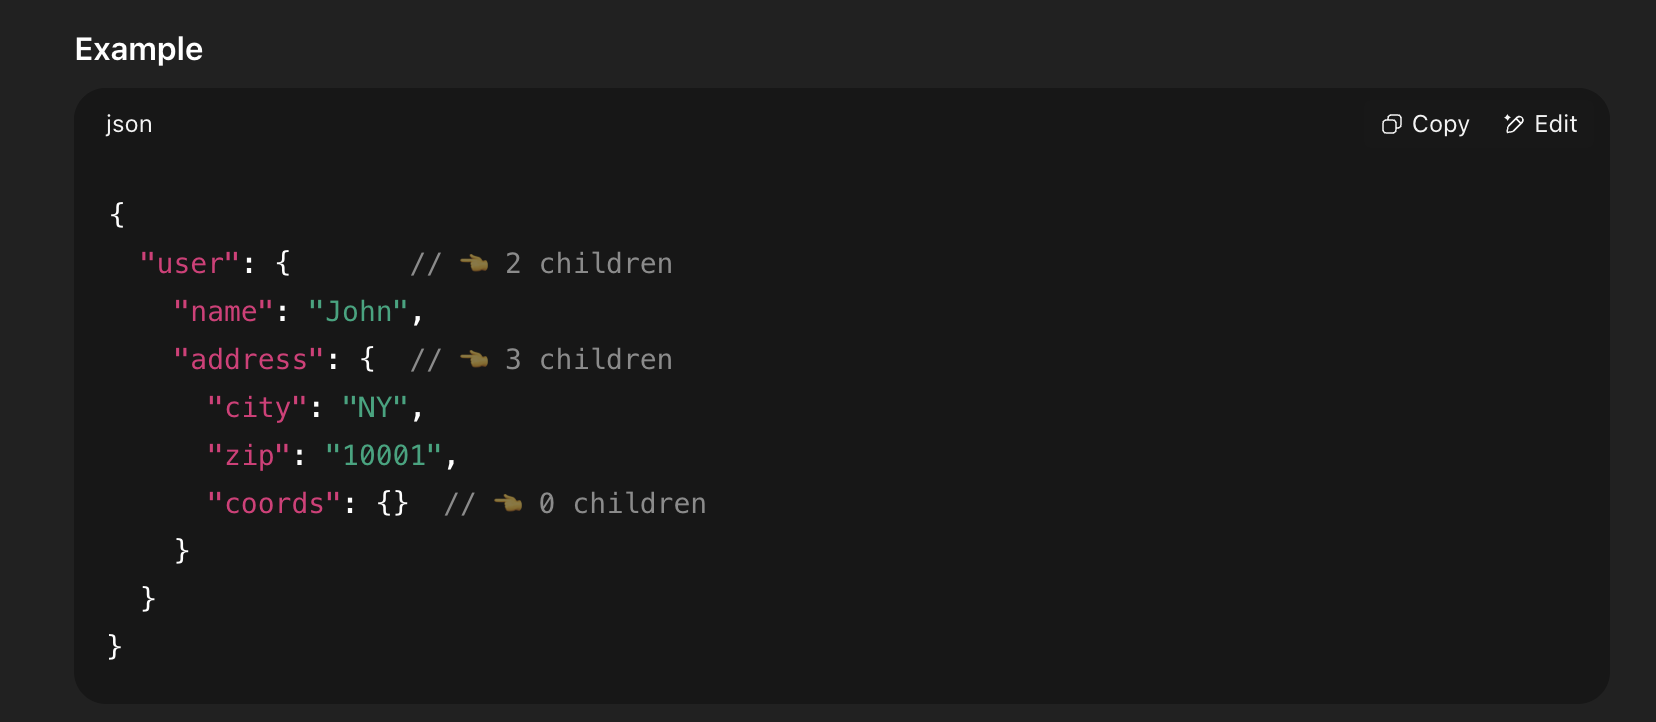 Example
json
Copy Edit
{
  "user": {       // 👈 2 children
    "name": "John",
    "address": {  // 👈 3 children
      "city": "NY",
      "zip": "10001",
      "coords": {}  // 👈 0 children
    }
  }
}